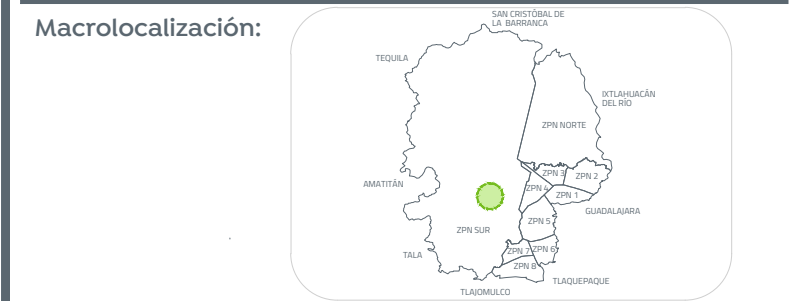 Macrolocalización:
SAN CRISTÓBAL DE
LA BARRANCA
TEQUILA
IXTLAHUACÁN
DEL RÍO
ZPN NORTE
ZPN 3
ZPN 2
AMATITÁN
ZPN 4
ZPN 1
GUADALAJARA
ZPN 5
ZPN SUR
ZPN 7
ZPN 6
TALA
ZPN 8
TLAQUEPAQUE
TLAJOMULCO